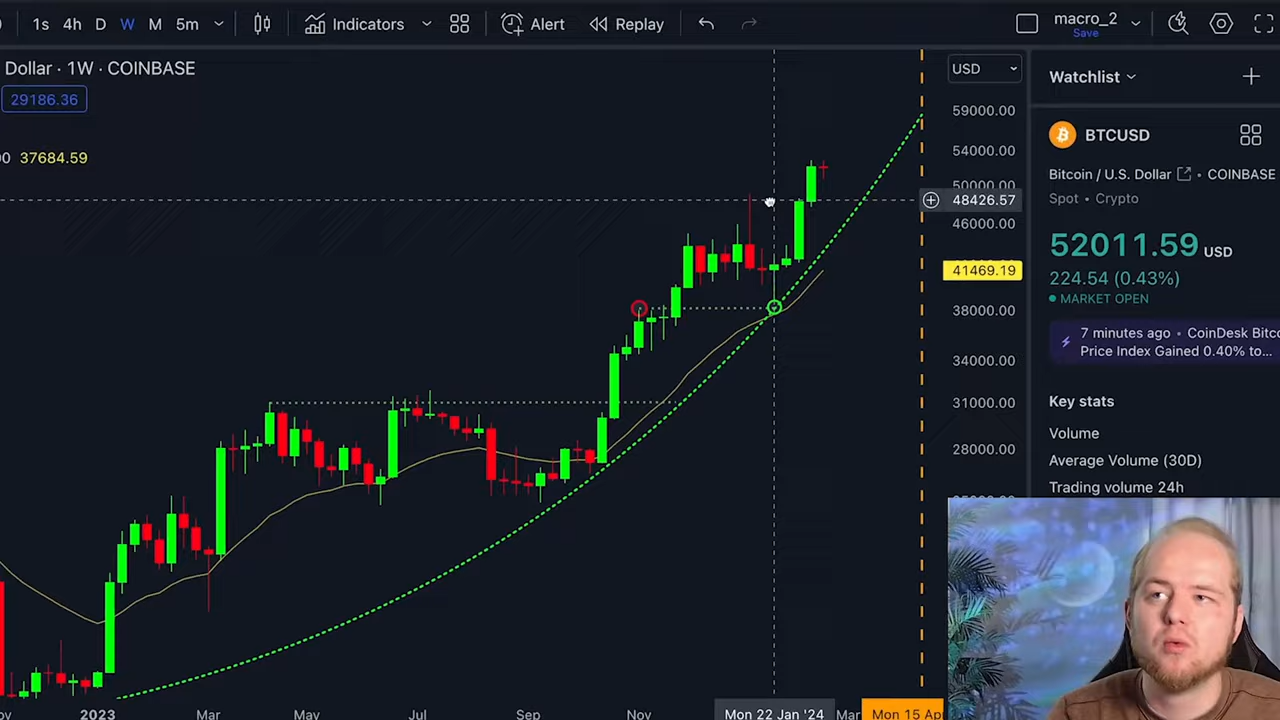 1s 4h D W M 5m Indicators Alert Replay macro_2
Save
Dollar · 1W · COINBASE
29186.36
37684.59
USD
59000.00
54000.00
50000.00
48426.57
46000.00
41469.19
38000.00
34000.00
31000.00
28000.00
Watchlist
BTCUSD
Bitcoin / U.S. Dollar • COINBASE
Spot • Crypto
52011.59 USD
224.54 (0.43%)
MARKET OPEN
7 minutes ago • CoinDesk Bitc
Price Index Gained 0.40% to...
Key stats
Volume
Average Volume (30D)
Trading volume 24h
2023 Mar May Jul Sep Nov Mon 22 Jan '24 Mar Mon 15 Ap